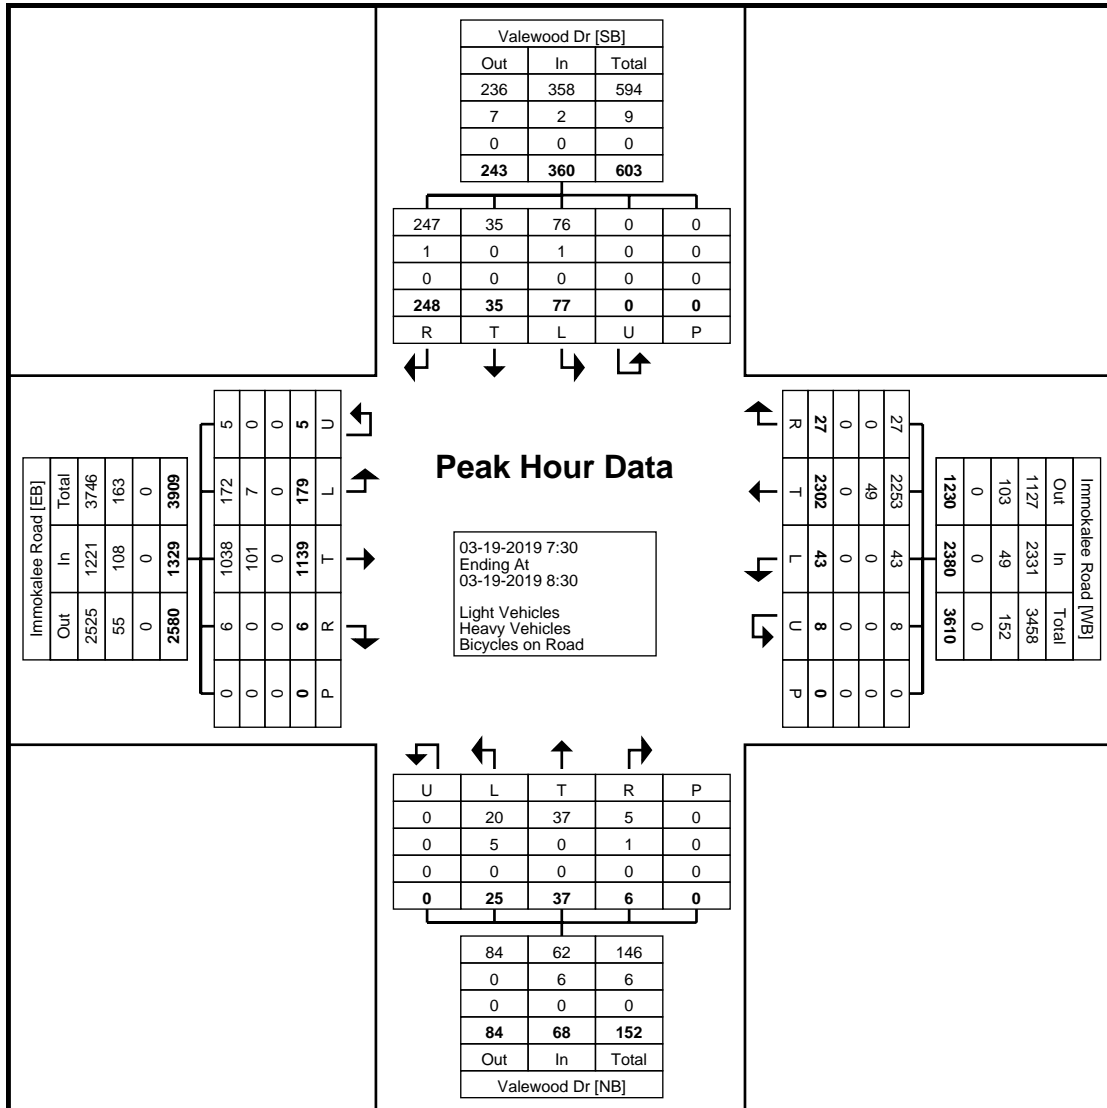 Valewood Dr [SB]
Out In Total
236 358 594
7 2 9
0 0 0
243 360 603
247 35 76 0 0
1 0 1 0 0
0 0 0 0 0
248 35 77 0 0
R T L U P
Immokalee Road [EB]
Total In Out
3746 1221 2525
163 108 55
0 0 0
3909 1329 2580
5 172 1038 6 0
0 7 101 0 0
0 0 0 0 0
5 179 1139 6 0
U L T R P
Peak Hour Data
03-19-2019 7:30
Ending At
03-19-2019 8:30
Light Vehicles
Heavy Vehicles
Bicycles on Road
Immokalee Road [WB]
Out In Total
1127 2331 3458
103 49 152
0 0 0
1230 2380 3610
27 2253 43 8 0
0 49 0 0 0
0 0 0 0 0
27 2302 43 8 0
R T L U P
U L T R P
0 20 37 5 0
0 5 0 1 0
0 0 0 0 0
0 25 37 6 0
84 62 146
0 6 6
0 0 0
84 68 152
Out In Total
Valewood Dr [NB]